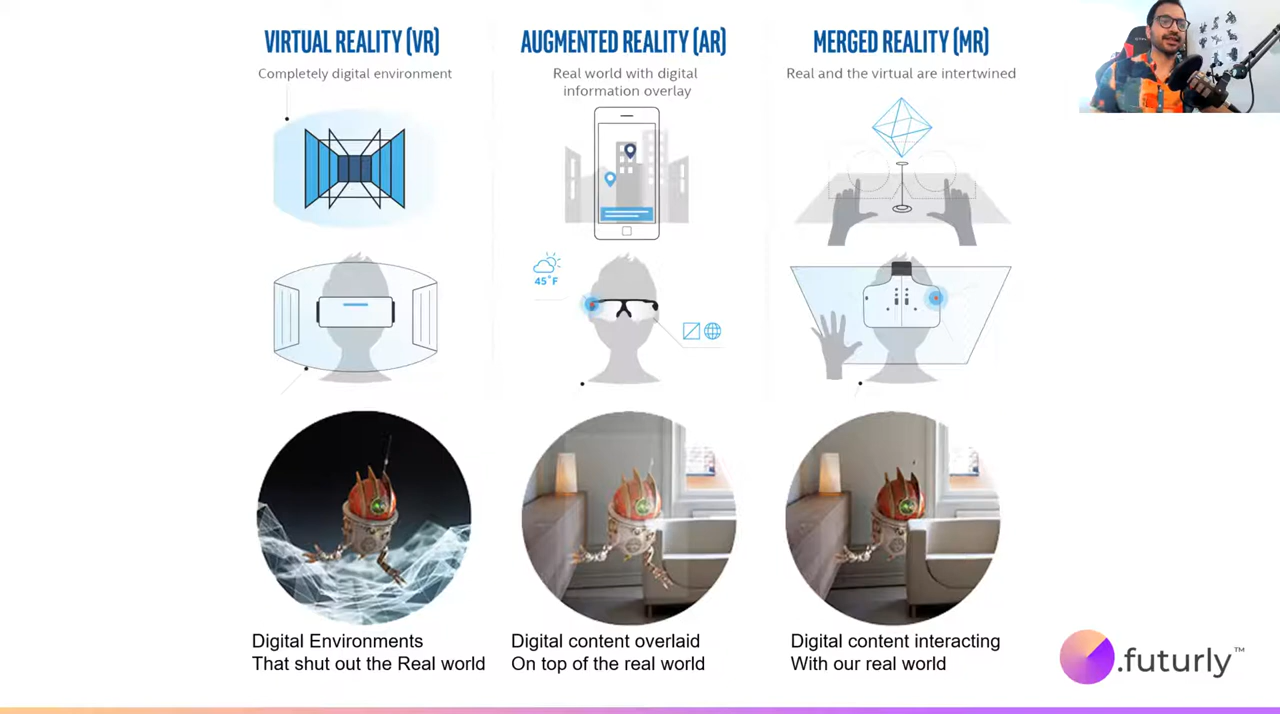 VIRTUAL REALITY (VR)
Completely digital environment
AUGMENTED REALITY (AR)
Real world with digital
information overlay
MERGED REALITY (MR)
Real and the virtual are intertwined
45°F
Digital Environments
That shut out the Real world
Digital content overlaid
On top of the real world
Digital content interacting
With our real world
.futurly™